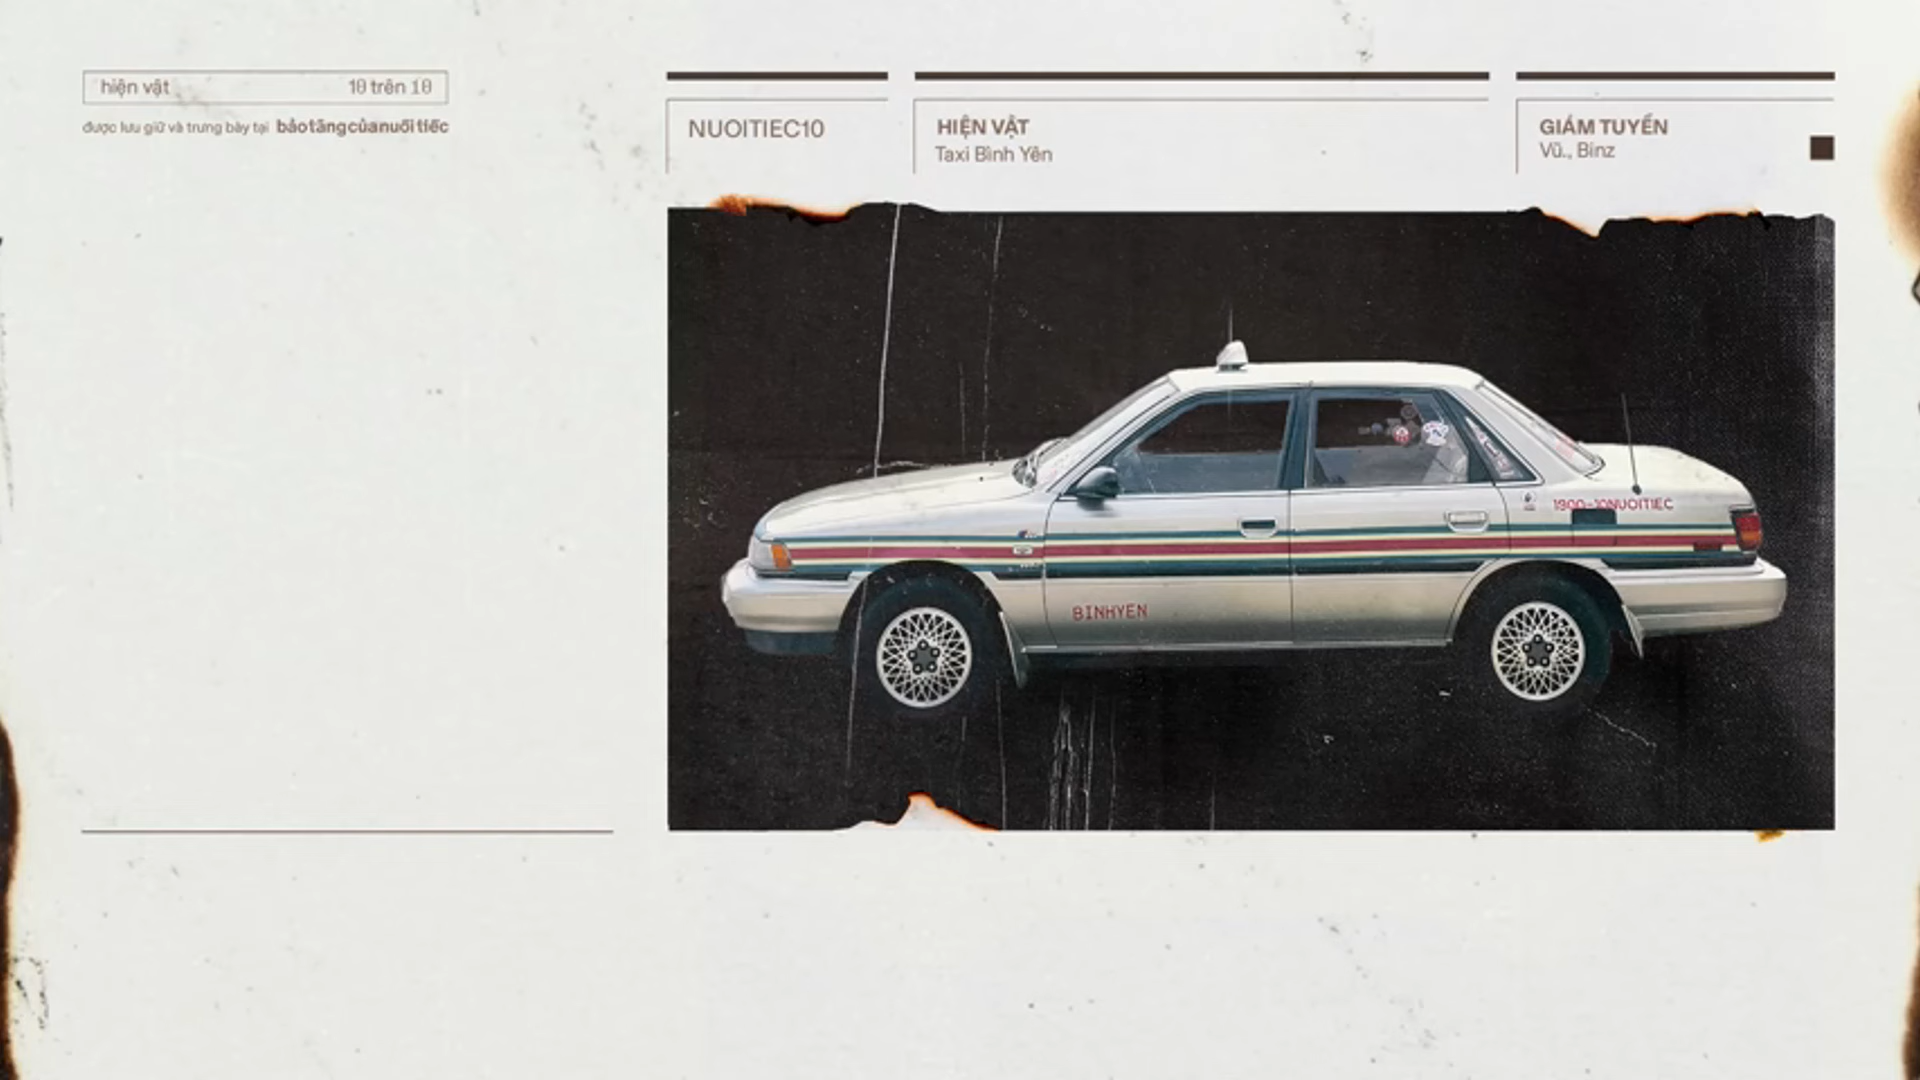 hiện vật 10 trên 10
được lưu giữ và trưng bày tại bảotàngcủanuốitiếc
NUOITIEC10
HIỆN VẬT
Taxi Bình Yên
GIÁM TUYỂN
Vũ., Binz
1900-10NUOITIEC
BINHYEN